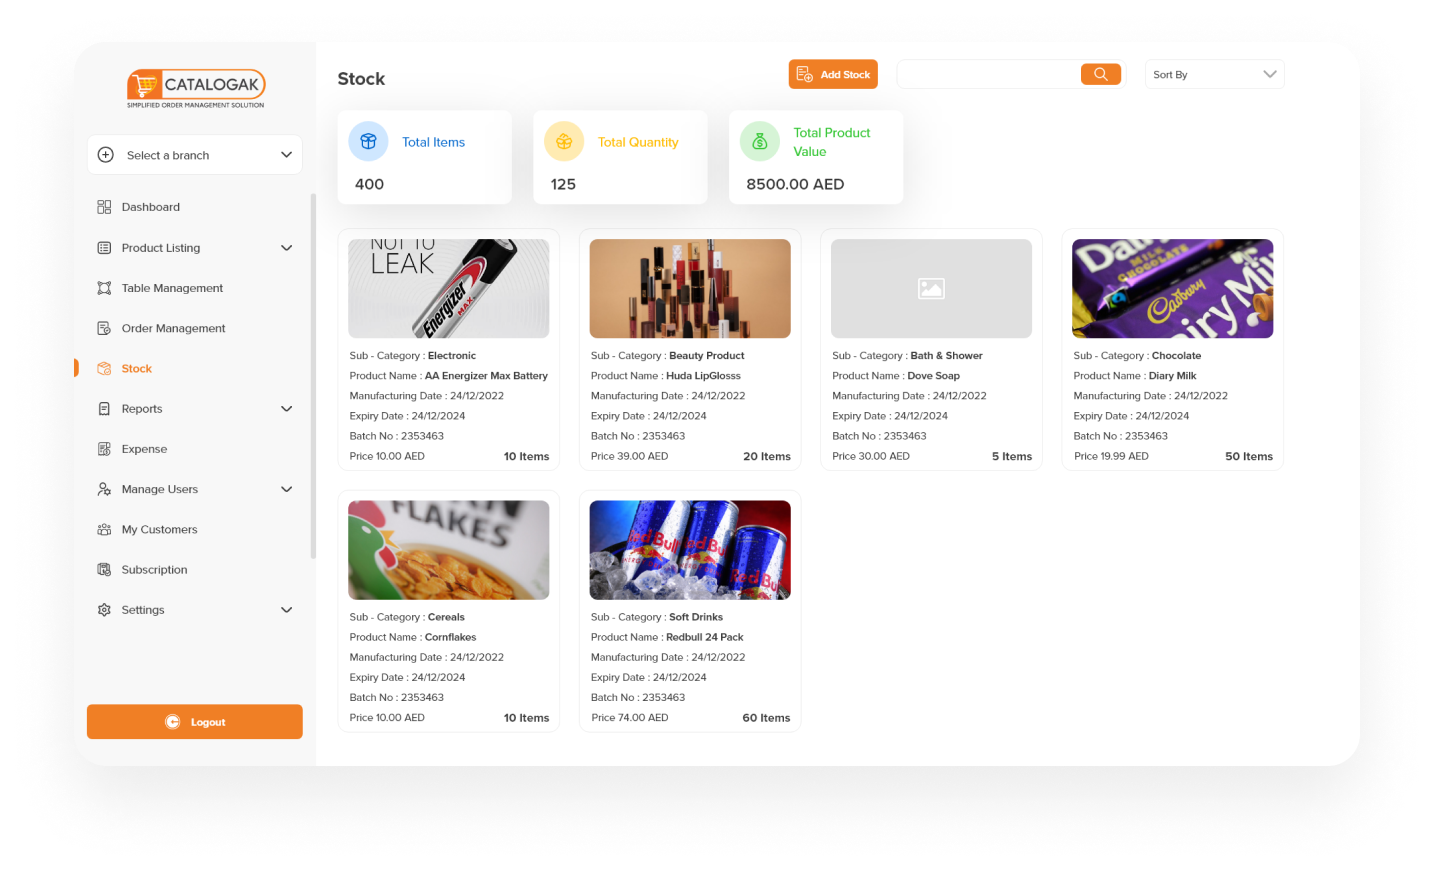 CATALOGAK
SIMPLIFIED ORDER MANAGEMENT SOLUTION
Select a branch
Dashboard
Product Listing
Table Management
Order Management
Stock
Reports
Expense
Manage Users
My Customers
Subscription
Settings
Logout
Stock
Add Stock
Sort By
Total Items
400
Total Quantity
125
Total Product
Value
8500.00 AED
NOT TO
LEAK
Energizer
MAX
Sub - Category : Electronic
Product Name : AA Energizer Max Battery
Manufacturing Date : 24/12/2022
Expiry Date : 24/12/2024
Batch No : 2353463
Price 10.00 AED
10 Items
Sub - Category : Beauty Product
Product Name : Huda LipGlosss
Manufacturing Date : 24/12/2022
Expiry Date : 24/12/2024
Batch No : 2353463
Price 39.00 AED
20 Items
Sub - Category : Bath & Shower
Product Name : Dove Soap
Manufacturing Date : 24/12/2022
Expiry Date : 24/12/2024
Batch No : 2353463
Price 30.00 AED
5 Items
MILK
CHOCOLATE
Cadbury
Sub - Category : Chocolate
Product Name : Diary Milk
Manufacturing Date : 24/12/2022
Expiry Date : 24/12/2024
Batch No : 2353463
Price 19.99 AED
50 Items
FLAKES
Sub - Category : Cereals
Product Name : Cornflakes
Manufacturing Date : 24/12/2022
Expiry Date : 24/12/2024
Batch No : 2353463
Price 10.00 AED
10 Items
Red Bull
Red Bu
Red Bu
Sub - Category : Soft Drinks
Product Name : Redbull 24 Pack
Manufacturing Date : 24/12/2022
Expiry Date : 24/12/2024
Batch No : 2353463
Price 74.00 AED
60 Items